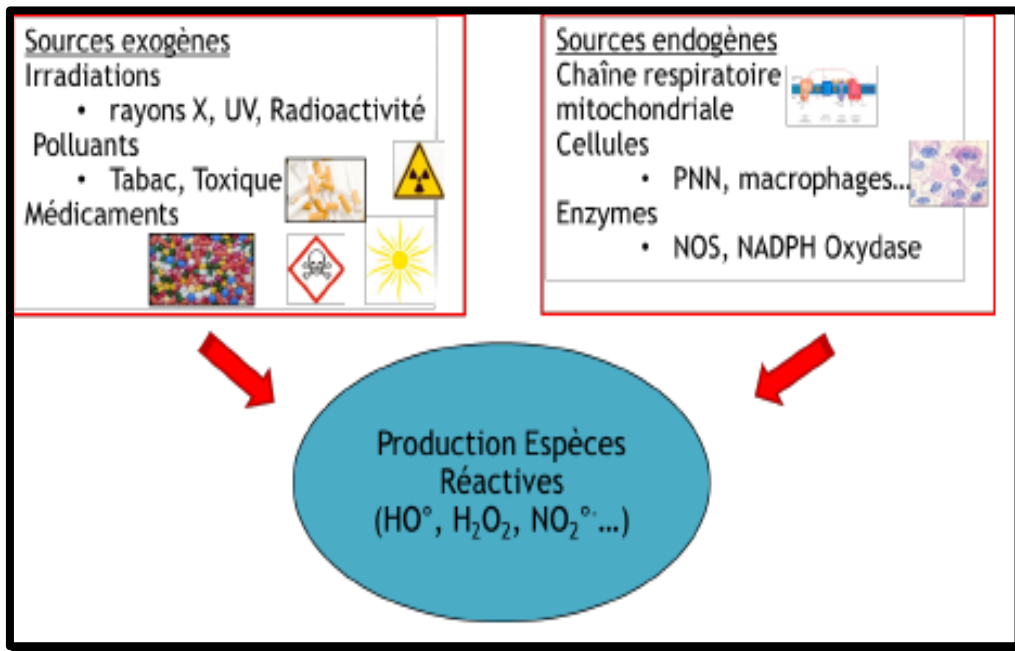 Sources exogènes
Irradiations
• rayons X, UV, Radioactivité
Polluants
• Tabac, Toxique
Médicaments
Sources endogènes
Chaîne respiratoire
mitochondriale
Cellules
• PNN, macrophages...
Enzymes
• NOS, NADPH Oxydase
Production Espèces
Réactives
(HO°, H₂O₂, NO₂°·...)